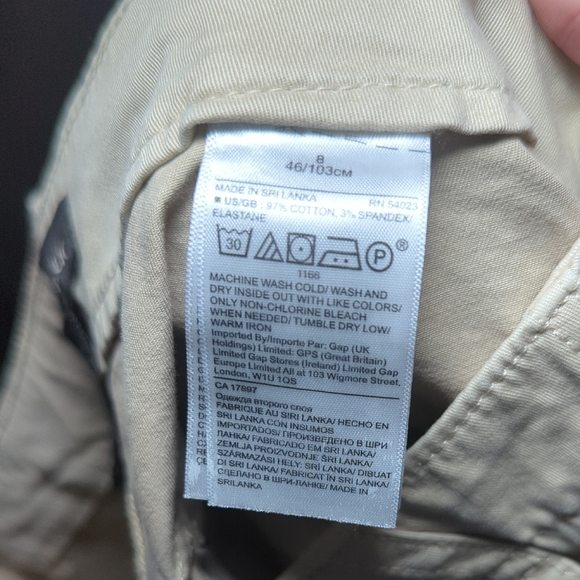 8
46/103см
MADE IN SRI LANKA RN 54023
■ US/GB : 97% COTTON, 3% SPANDEX/
ELASTANE
30 P ®
1166
MACHINE WASH COLD/ WASH AND
DRY INSIDE OUT WITH LIKE COLORS/
ONLY NON-CHLORINE BLEACH
WHEN NEEDED/ TUMBLE DRY LOW/
WARM IRON
Imported By/Importe Par: Gap (UK
Holdings) Limited: GPS (Great Britain)
Limited Gap Stores (Ireland) Limited Gap
Europe Limited All at 103 Wigmore Street,
London, W1U 1QS
CA 17897
Одежда второго слоя
FABRIQUE AU SRI LANKA/ HECHO EN
SRI LANKA CON INSUMOS
IMPORTADOS/ ПРОИЗВЕДЕНО В ШРИ
ЛАНКА/ FABRICADO EM SRI LANKA/
ZEMLJA PROIZVODNJE SRI LANKA/
SZÁRMAZÁSI HELY: SRI LANKA/ DIBUAT
DI SRI LANKA/ FABRICAT ÎN SRI LANKA/
СДЕЛАНО В ШРИ-ЛАНКЕ/ MADE IN
SRILANKA